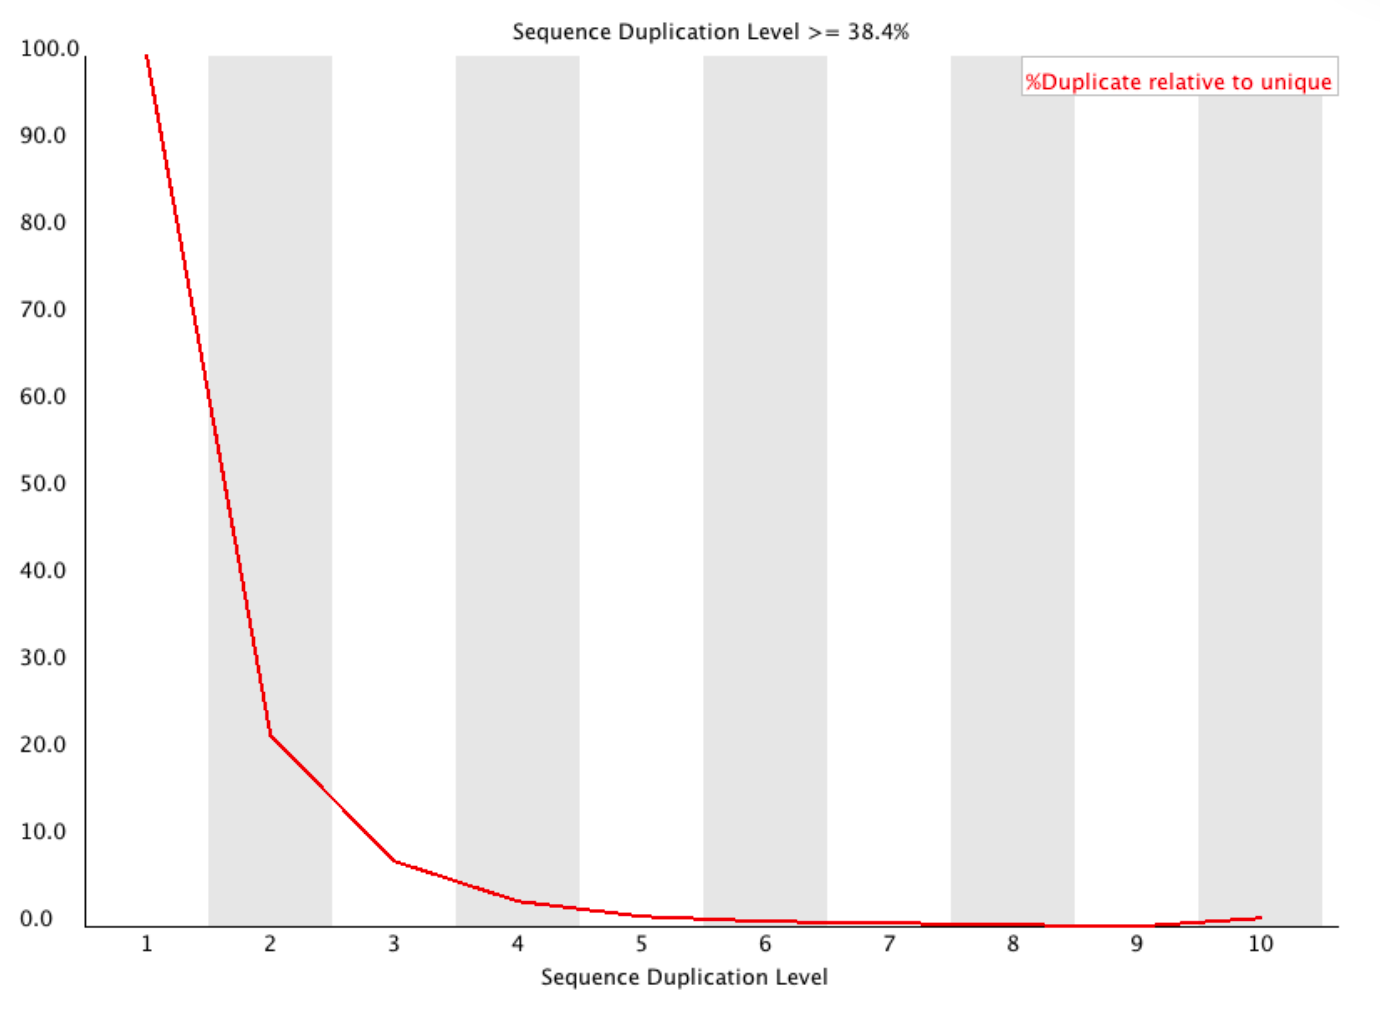 Sequence Duplication Level >= 38.4%
%Duplicate relative to unique
100.0
90.0
80.0
70.0
60.0
50.0
40.0
30.0
20.0
10.0
0.0
1 2 3 4 5 6 7 8 9 10
Sequence Duplication Level